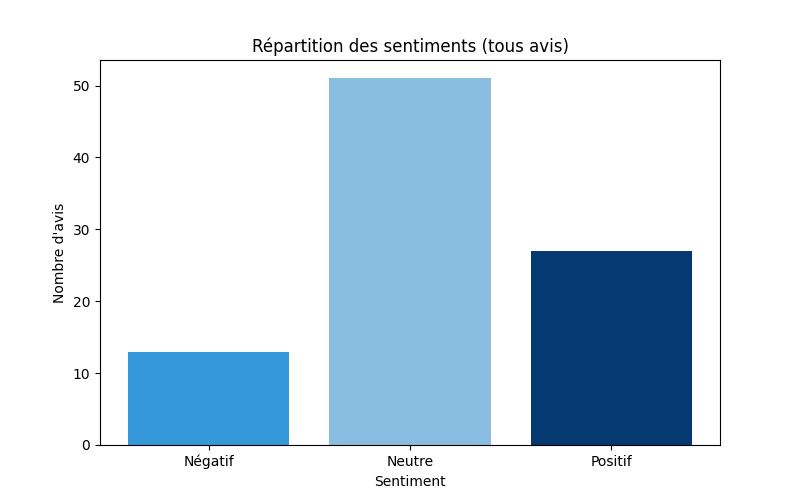 Répartition des sentiments (tous avis)
50
40
30
20
10
0
Nombre d'avis
Négatif
Neutre
Positif
Sentiment